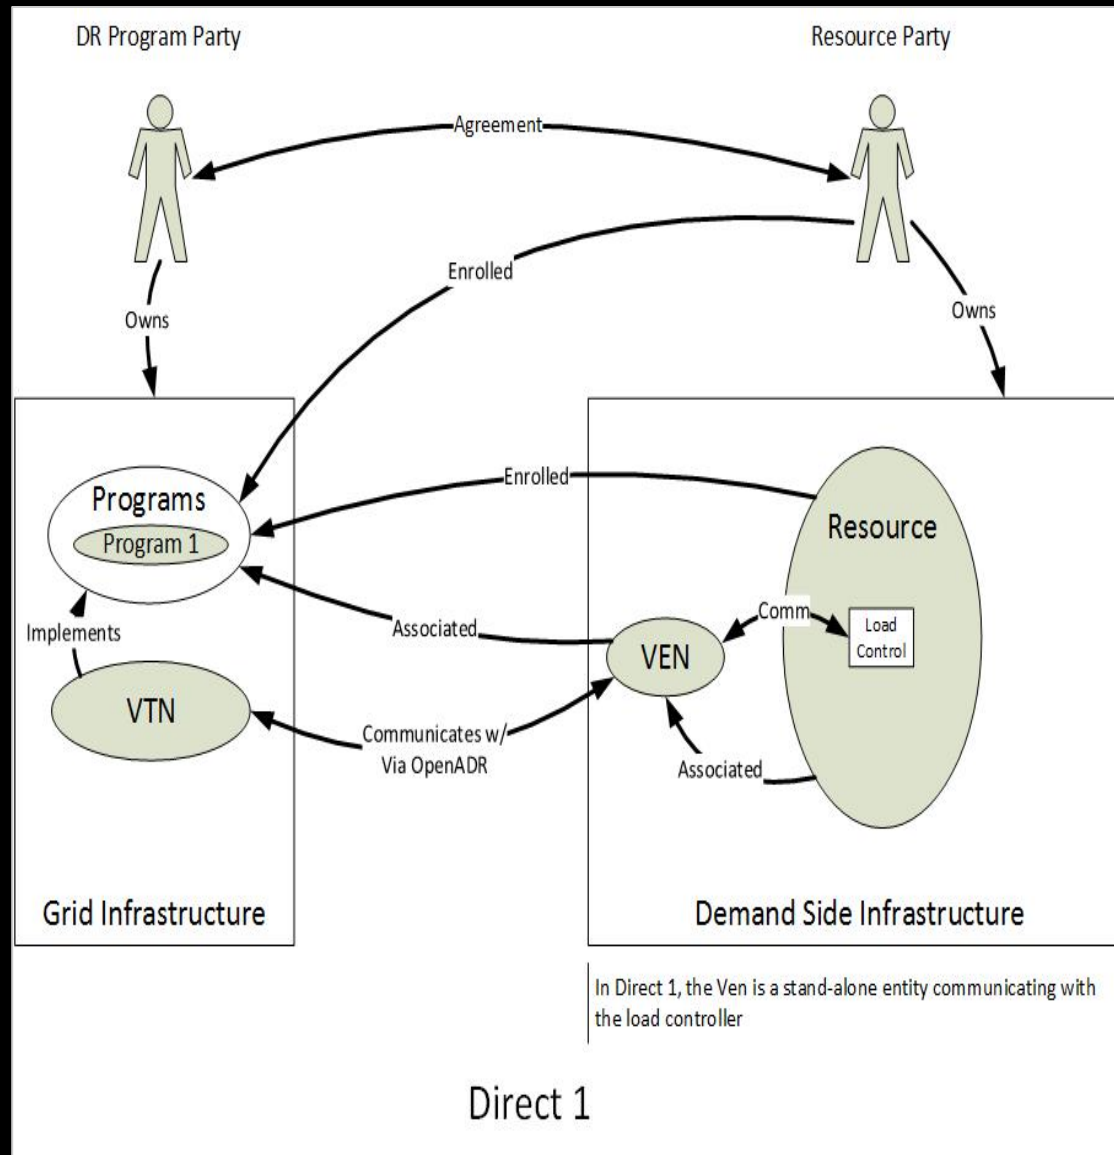 DR Program Party
Resource Party
Agreement
Enrolled
Owns
Owns
Enrolled
Programs
Program 1
Resource
Implements
Associated
Comm
Load
Control
VEN
VTN
Communicates w/
Via OpenADR
Associated
Grid Infrastructure
Demand Side Infrastructure
In Direct 1, the Ven is a stand-alone entity communicating with
the load controller
Direct 1